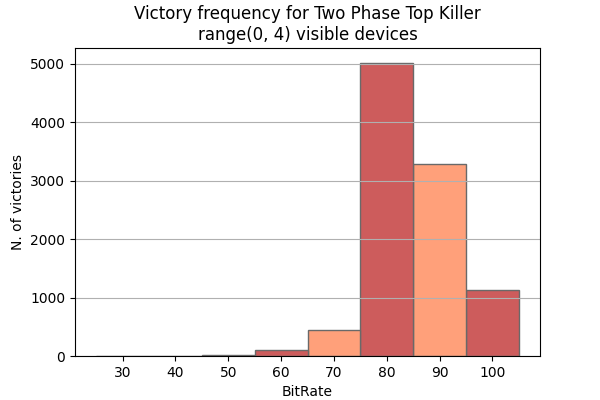 Victory frequency for Two Phase Top Killer
range(0, 4) visible devices
5000
4000
3000
2000
1000
0
N. of victories
30 40 50 60 70 80 90 100
BitRate